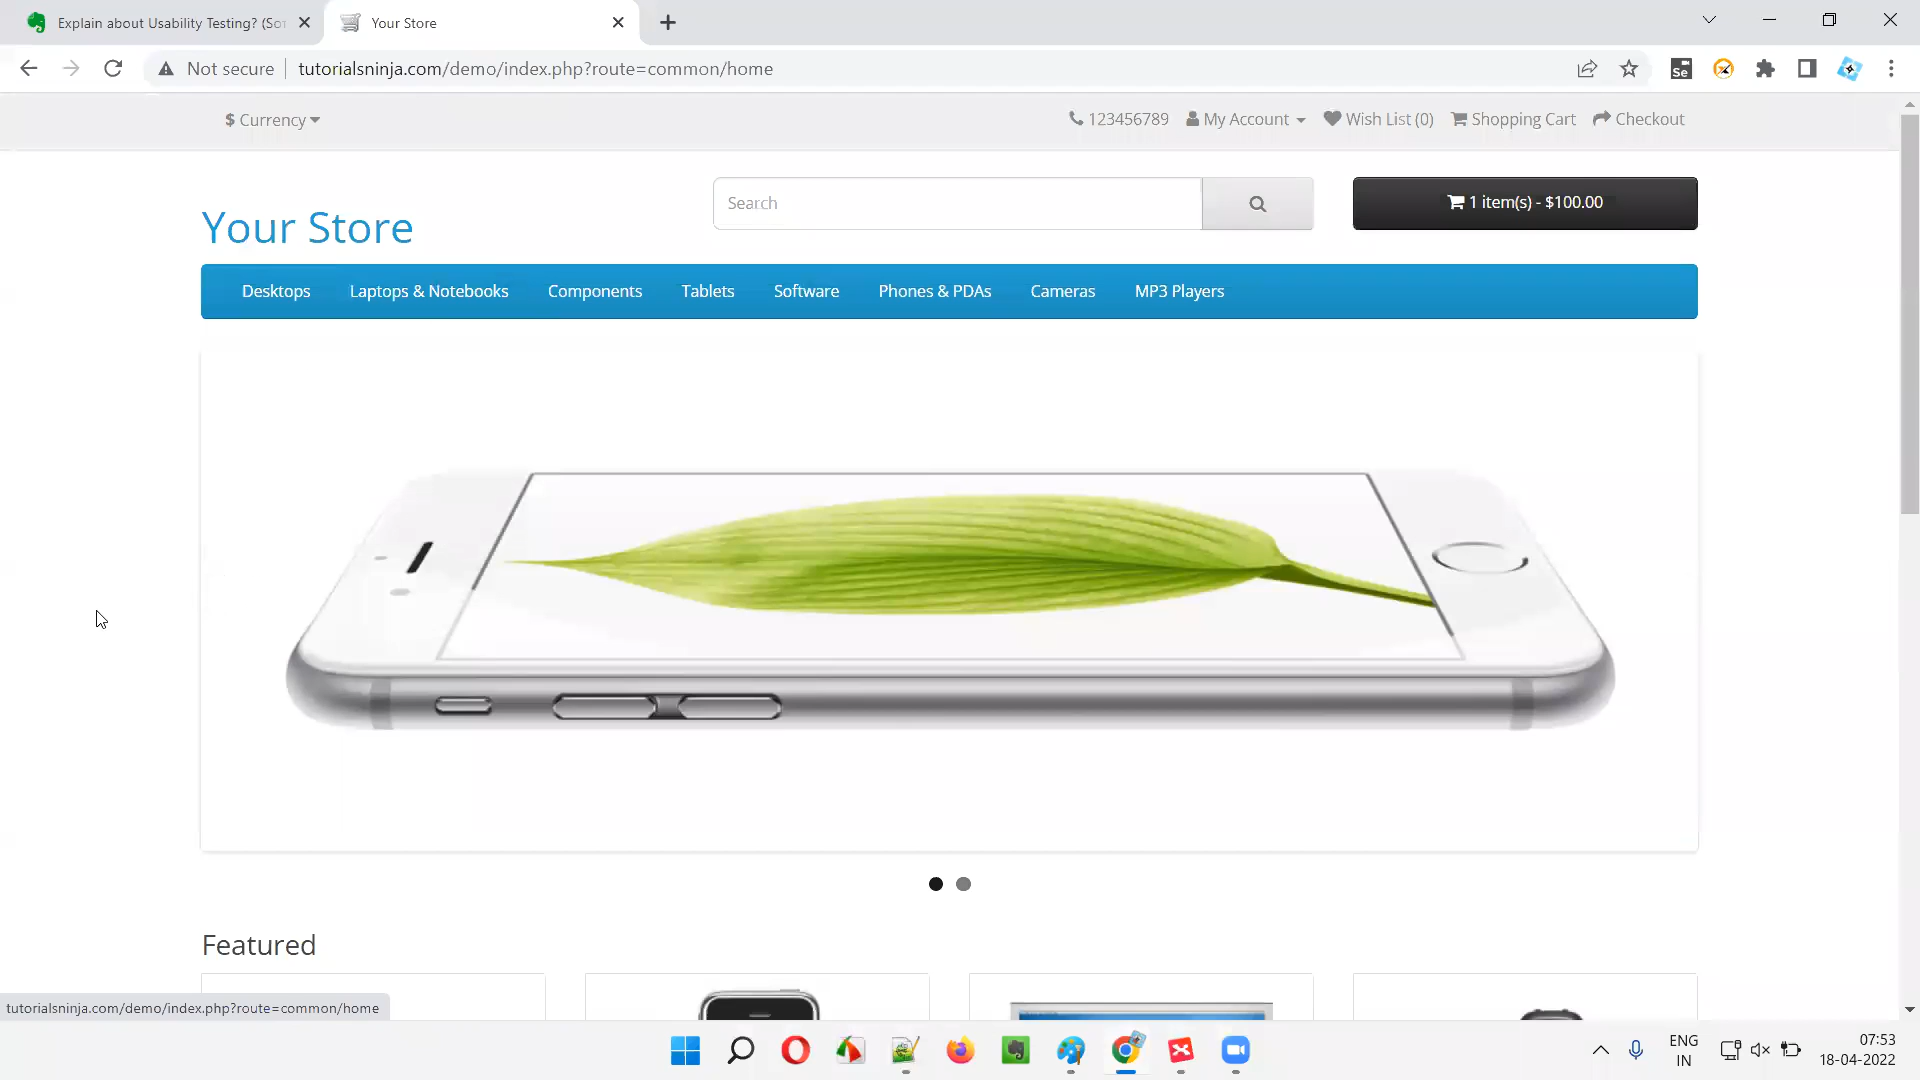 Explain about Usability Testing? (So
Your Store
Not secure
tutorialsninja.com/demo/index.php?route=common/home
Se
$ Currency
123456789
My Account
Wish List (0)
Shopping Cart
Checkout
Your Store
Search
1 item(s) - $100.00
Desktops
Laptops & Notebooks
Components
Tablets
Software
Phones & PDAs
Cameras
MP3 Players
Featured
tutorialsninja.com/demo/index.php?route=common/home
ENG
IN
07:53
18-04-2022